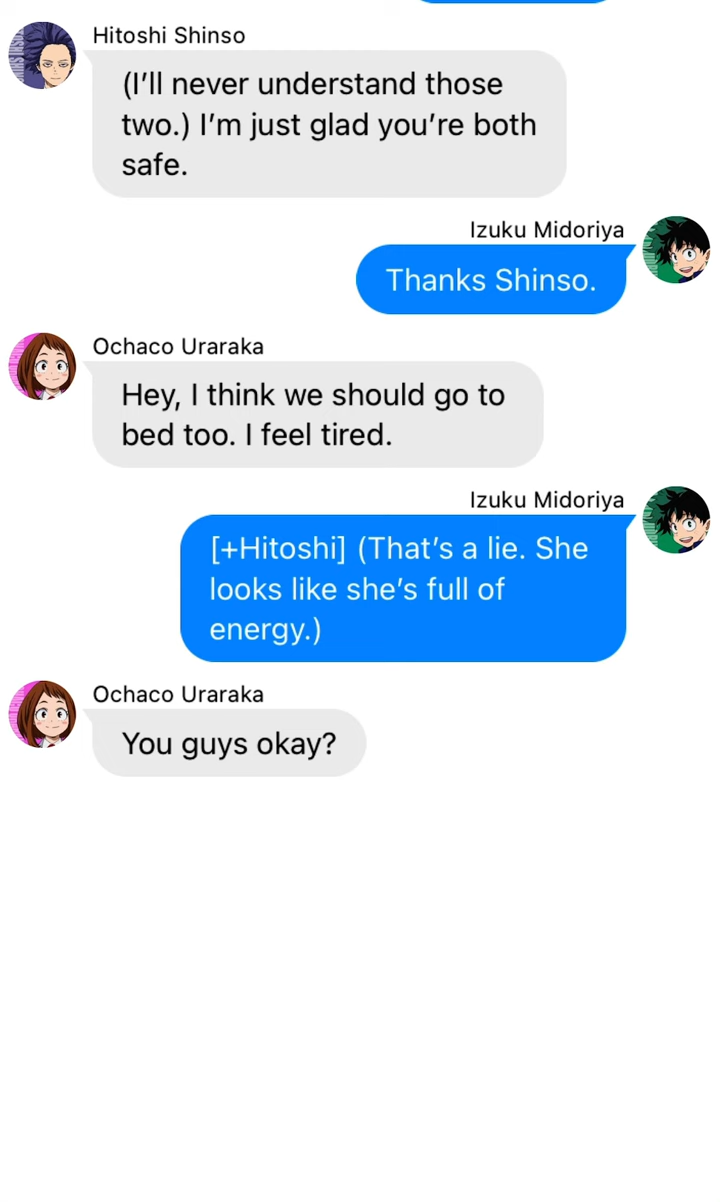 Hitoshi Shinso
(I’ll never understand those
two.) I’m just glad you’re both
safe.
Izuku Midoriya
Thanks Shinso.
Ochaco Uraraka
Hey, I think we should go to
bed too. I feel tired.
Izuku Midoriya
[+Hitoshi] (That’s a lie. She
looks like she’s full of
energy.)
Ochaco Uraraka
You guys okay?